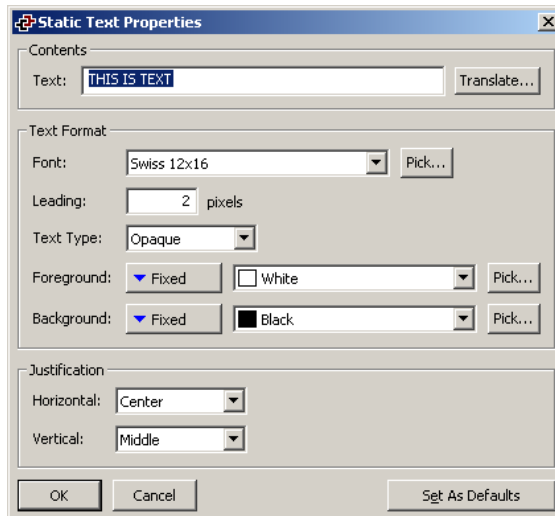 Static Text Properties
Contents
Text: THIS IS TEXT Translate...
Text Format
Font: Swiss 12x16 Pick...
Leading: 2 pixels
Text Type: Opaque
Foreground: Fixed White Pick...
Background: Fixed Black Pick...
Justification
Horizontal: Center
Vertical: Middle
OK Cancel Set As Defaults